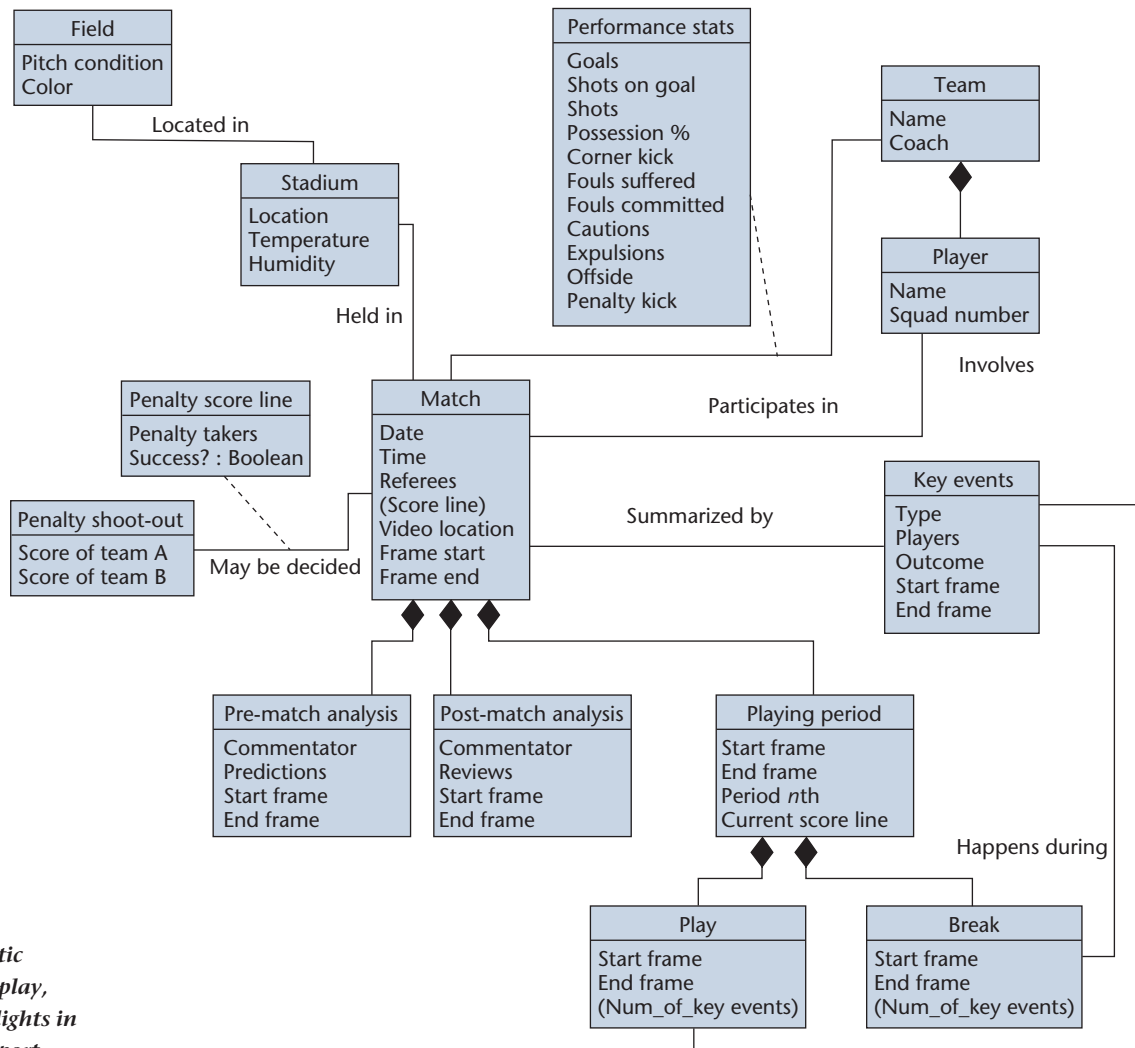 Field
Pitch condition
Color
Located in
Stadium
Location
Temperature
Humidity
Held in
Performance stats
Goals
Shots on goal
Shots
Possession %
Corner kick
Fouls suffered
Fouls committed
Cautions
Expulsions
Offside
Penalty kick
Team
Name
Coach
Player
Name
Squad number
Involves
Participates in
Penalty score line
Penalty takers
Success? : Boolean
Penalty shoot-out
Score of team A
Score of team B
May be decided
Match
Date
Time
Referees
(Score line)
Video location
Frame start
Frame end
Summarized by
Key events
Type
Players
Outcome
Start frame
End frame
Pre-match analysis
Commentator
Predictions
Start frame
End frame
Post-match analysis
Commentator
Reviews
Start frame
End frame
Playing period
Start frame
End frame
Period nth
Current score line
Happens during
Play
Start frame
End frame
(Num_of_key events)
Break
Start frame
End frame
(Num_of_key events)
tic
play,
lights in